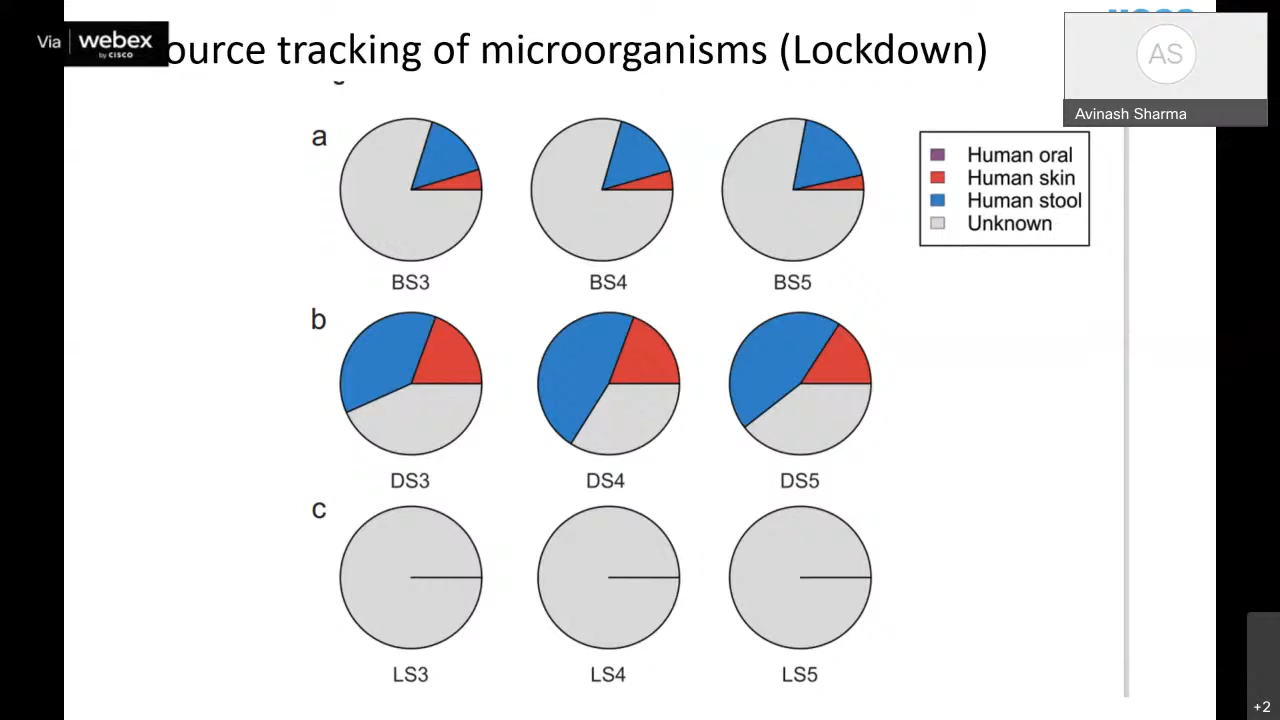 Via webex
by CISCO
ource tracking of microorganisms (Lockdown)
AS
Avinash Sharma
a
Human oral
Human skin
Human stool
Unknown
BS3 BS4 BS5
b
DS3 DS4 DS5
c
LS3 LS4 LS5
+2